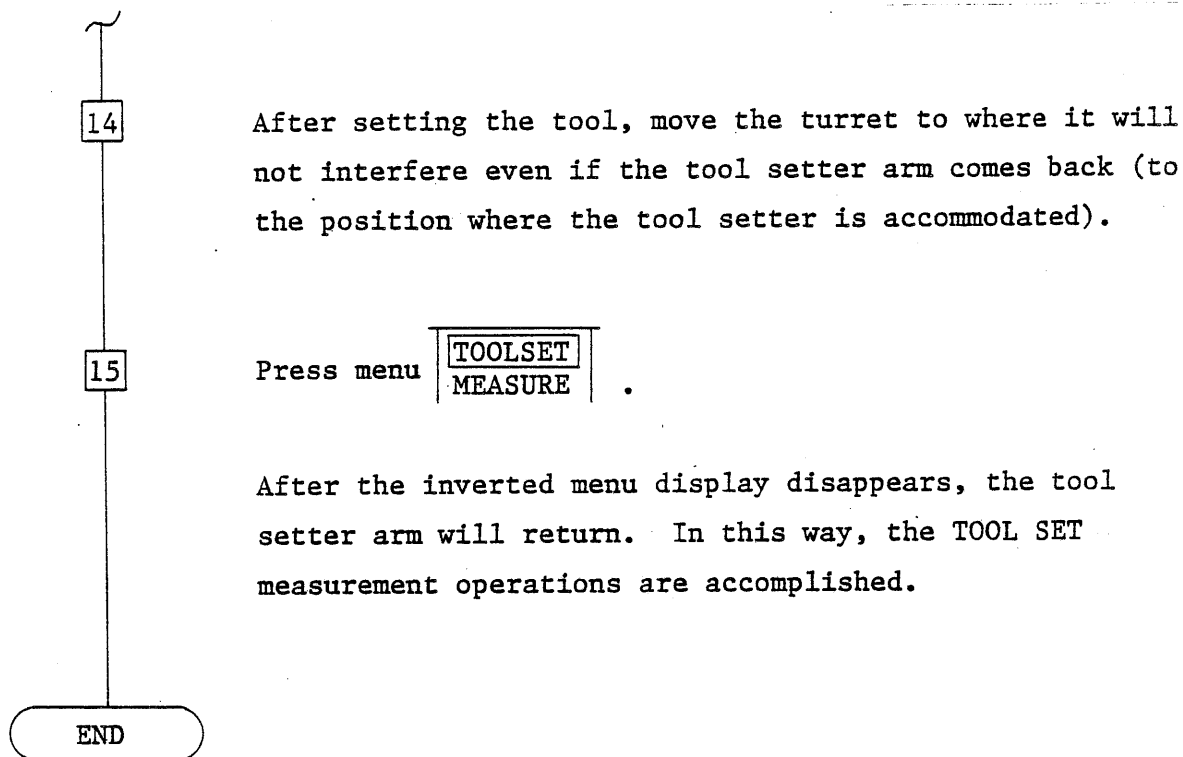 14
After setting the tool, move the turret to where it will
not interfere even if the tool setter arm comes back (to
the position where the tool setter is accommodated).
15
Press menu TOOLSET
MEASURE .
After the inverted menu display disappears, the tool
setter arm will return. In this way, the TOOL SET
measurement operations are accomplished.
END